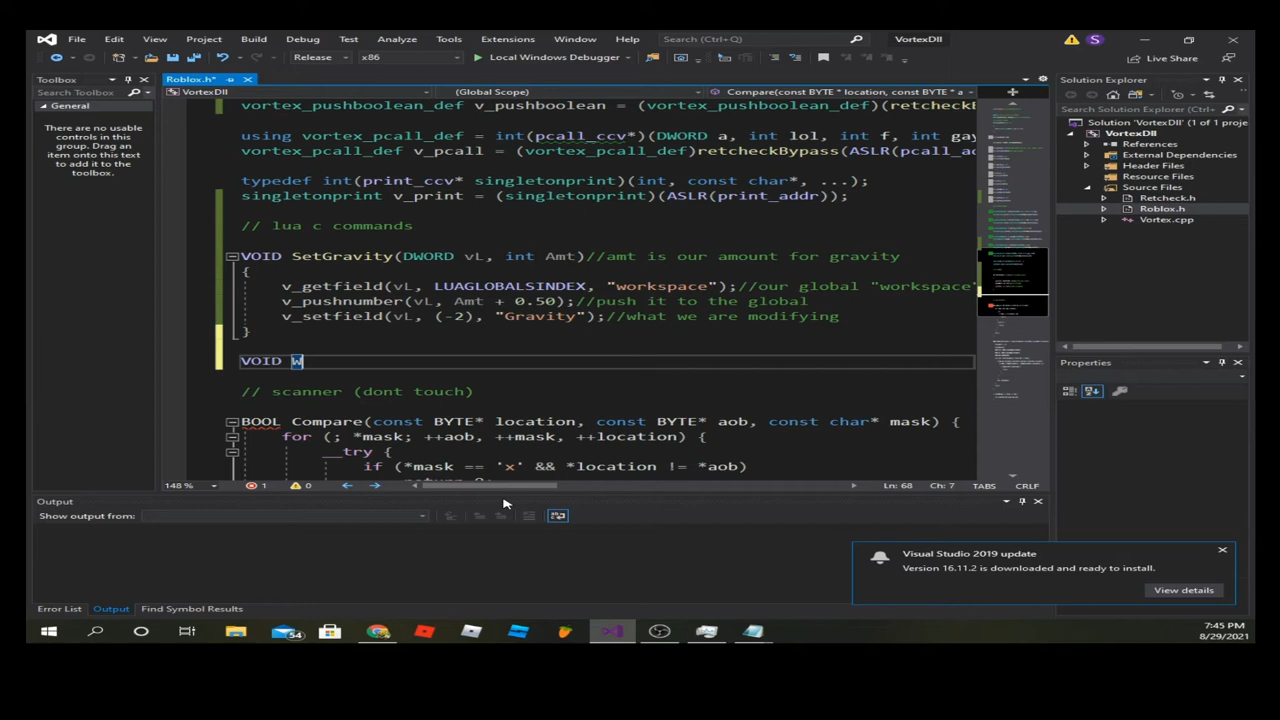 File Edit View Project Build Debug Test Analyze Tools Extensions Window Help Search (Ctrl+Q) VortexDll S
Release x86 Local Windows Debugger Live Share
Toolbox
Search Toolbox
General
There are no usable
controls in this
group. Drag an
item onto this text
to add it to the
toolbox.
Roblox.h*
VortexDll (Global Scope) Compare(const BYTE * location, const BYTE * a
vortex_pushboolean_def v_pushboolean = (vortex_pushboolean_def)(retcheckB
using vortex_pcall_def = int(pcall_ccv*)(DWORD a, int lol, int f, int gay
vortex_pcall_def v_pcall = (vortex_pcall_def)retcheckBypass(ASLR(pcall_ad
typedef int(print_ccv* singletonprint)(int, const char*, ...);
singletonprint v_print = (singletonprint)(ASLR(print_addr));
// lua c commands
VOID SetGravity(DWORD vL, int Amt)//amt is our amount for gravity
{
v_getfield(vL, LUAGLOBALSINDEX, "workspace");//our global "workspace"
v_pushnumber(vL, Amt + 0.50);//push it to the global
v_setfield(vL, (-2), "Gravity");//what we are modifying
}
VOID W
// scanner (dont touch)
BOOL Compare(const BYTE* location, const BYTE* aob, const char* mask) {
for (; *mask; ++aob, ++mask, ++location) {
__try {
if (*mask == 'x' && *location != *aob)
148 % 1 0 Ln: 68 Ch: 7 TABS CRLF
Solution Explorer
Search Solution Explorer (Ctrl+
Solution 'VortexDll' (1 of 1 proje
VortexDll
References
External Dependencies
Header Files
Resource Files
Source Files
Retcheck.h
Roblox.h
Vortex.cpp
Properties
Output
Show output from:
Visual Studio 2019 update
Version 16.11.2 is downloaded and ready to install.
View details
Error List Output Find Symbol Results
54
7:45 PM
8/29/2021